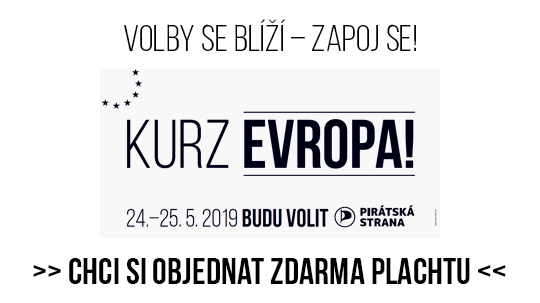 VOLBY SE BLÍŽÍ – ZAPOJ SE!
KURZ EVROPA!
24.–25. 5. 2019 BUDU VOLIT PIRÁTSKÁ
STRANA
>> CHCI SI OBJEDNAT ZDARMA PLACHTU <<